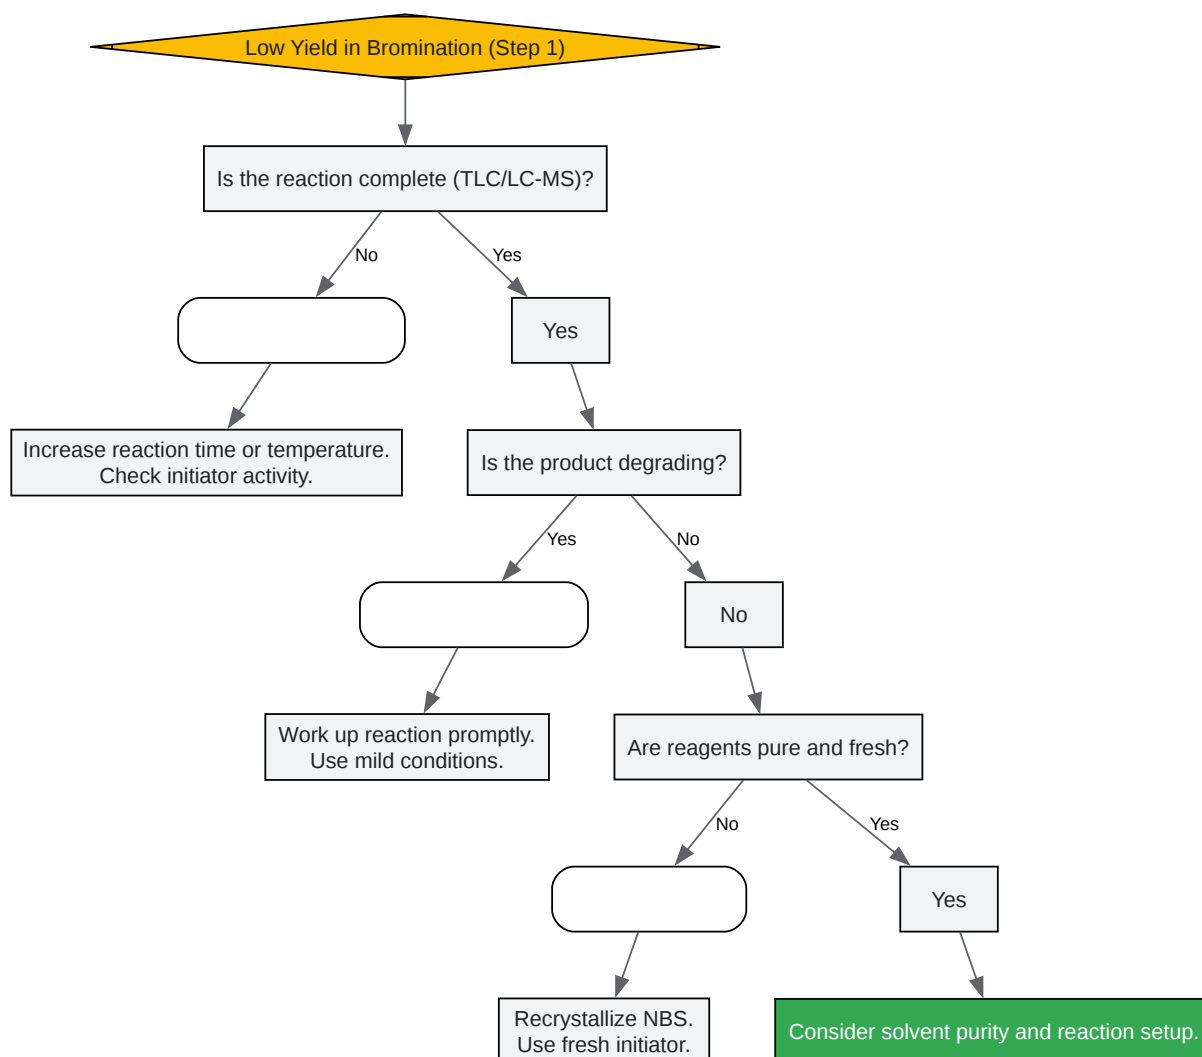 Low Yield in Bromination (Step 1)
Is the reaction complete (TLC/LC-MS)?
No
Yes
Yes
Increase reaction time or temperature.
Check initiator activity.
Is the product degrading?
Yes
No
No
Work up reaction promptly.
Use mild conditions.
Are reagents pure and fresh?
No
Yes
Yes
Recrystallize NBS.
Use fresh initiator.
Consider solvent purity and reaction setup.